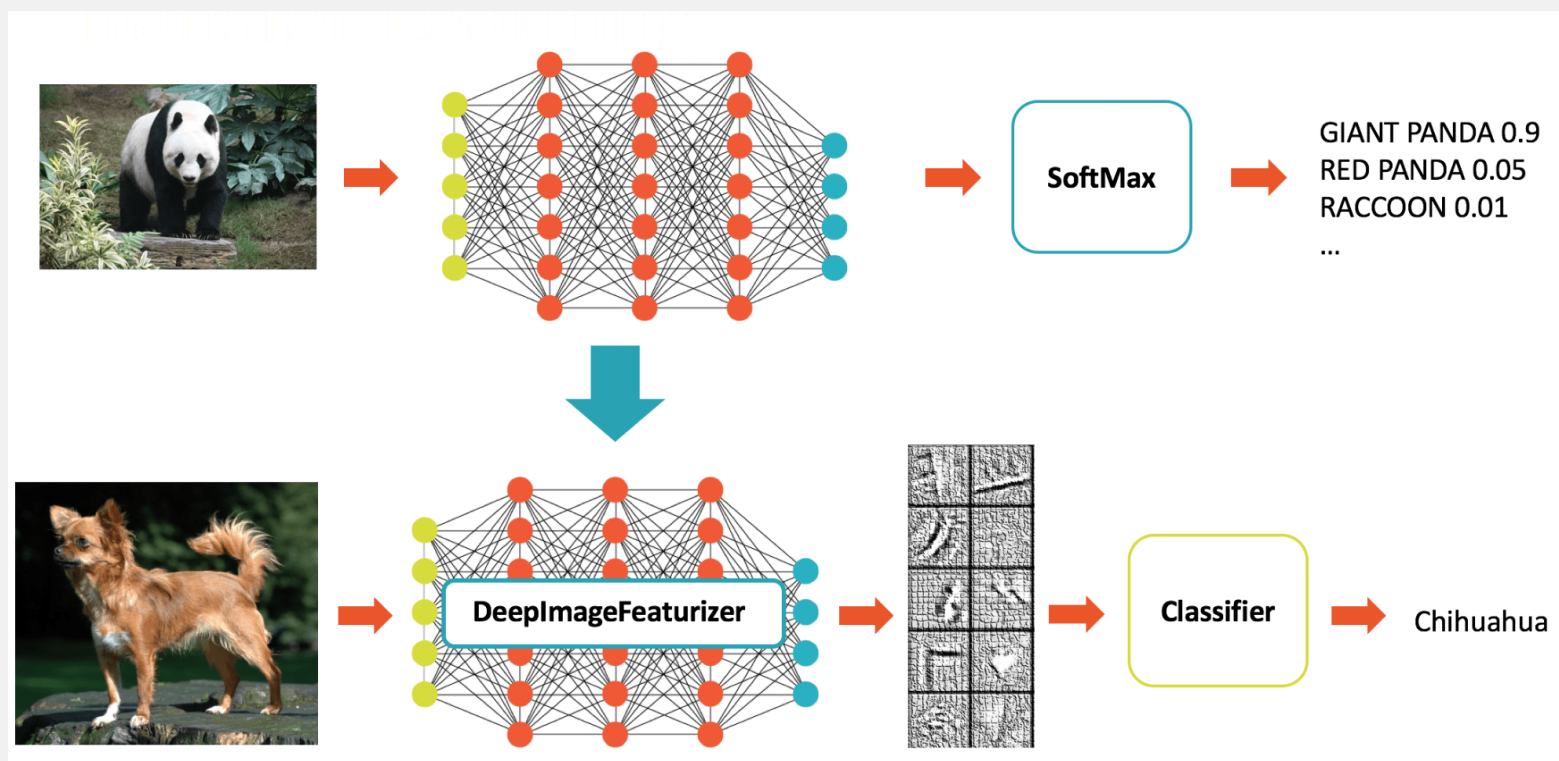 SoftMax
GIANT PANDA 0.9
RED PANDA 0.05
RACCOON 0.01
...
DeepImageFeaturizer
Classifier
Chihuahua